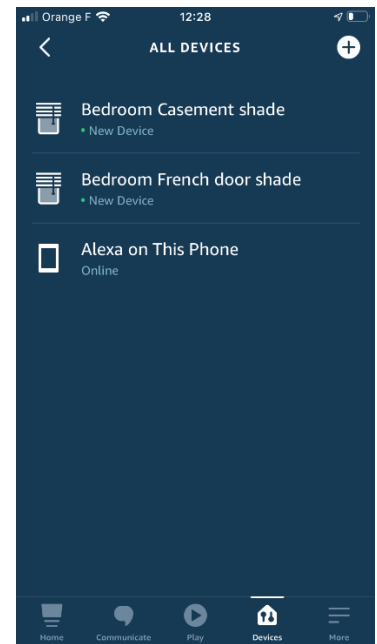 Orange F 12:28
ALL DEVICES
Bedroom Casement shade
• New Device
Bedroom French door shade
• New Device
Alexa on This Phone
Online
Home Communicate Play Devices More